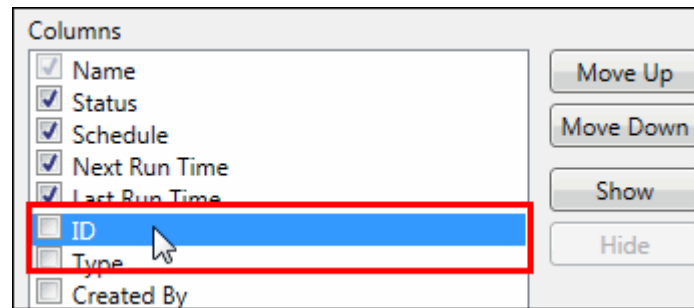 Columns
Name
Status
Schedule
Next Run Time
Last Run Time
ID
Type
Created By
Move Up
Move Down
Show
Hide